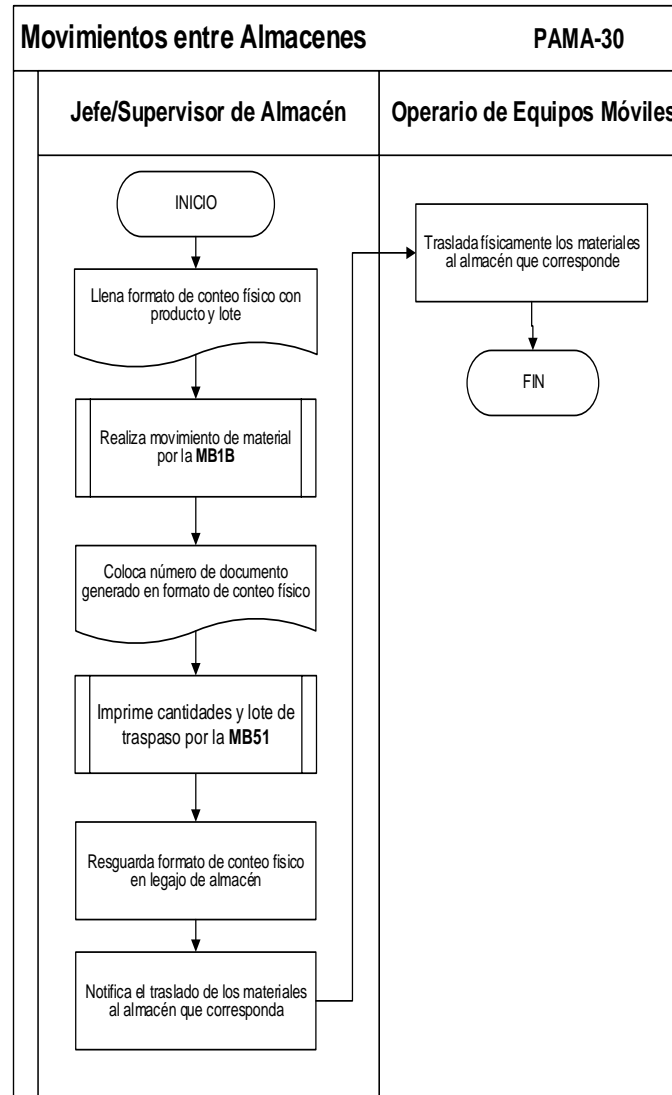 Movimientos entre Almacenes PAMA-30
Jefe/Supervisor de Almacén
Operario de Equipos Móviles
INICIO
Llena formato de conteo físico con
producto y lote
Realiza movimiento de material
por la MB1B
Coloca número de documento
generado en formato de conteo físico
Imprime cantidades y lote de
traspaso por la MB51
Resguarda formato de conteo fisico
en legajo de almacén
Notifica el traslado de los materiales
al almacén que corresponda
Traslada físicamente los materiales
al almacén que corresponde
FIN